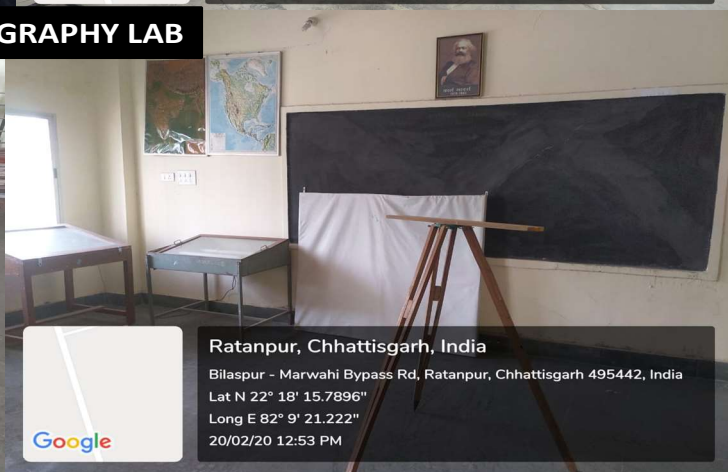 GRAPHY LAB
Ratanpur, Chhattisgarh, India
Bilaspur - Marwahi Bypass Rd, Ratanpur, Chhattisgarh 495442, India
Lat N 22° 18' 15.7896"
Long E 82° 9' 21.222"
20/02/20 12:53 PM
Google